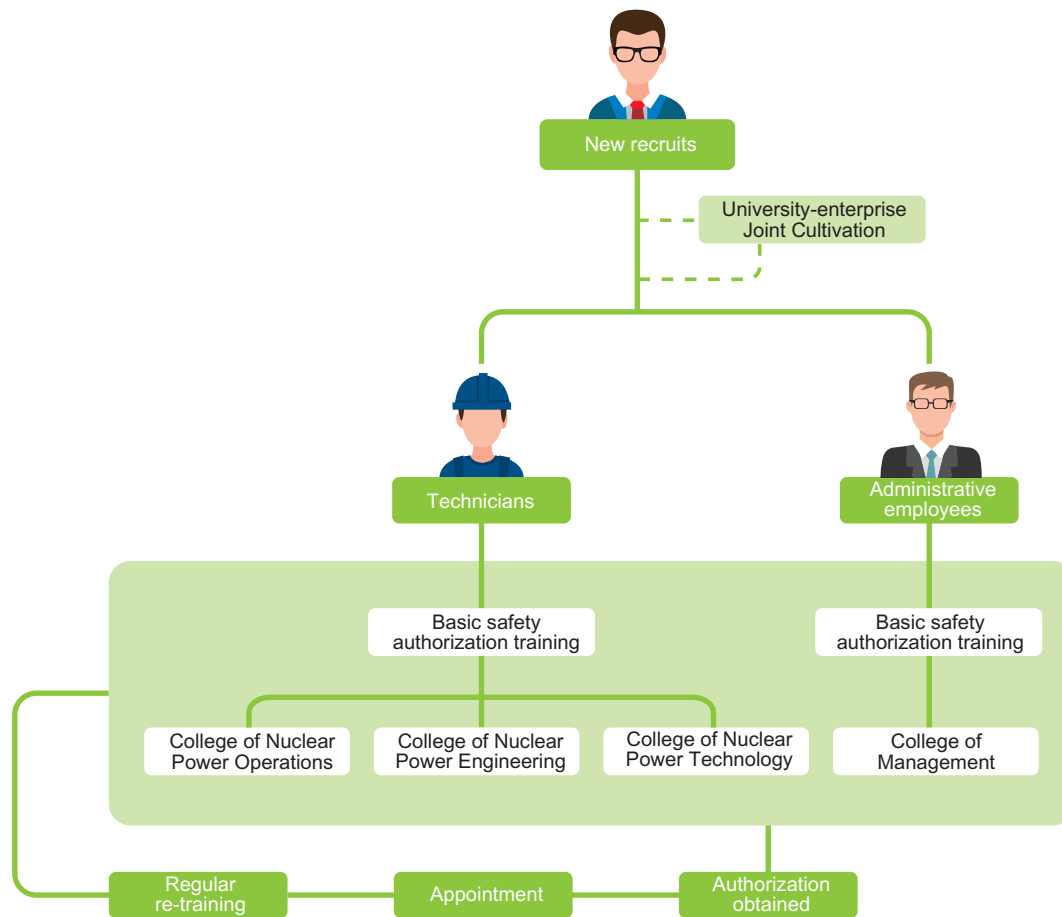 New recruits
University-enterprise
Joint Cultivation
Technicians
Administrative
employees
Basic safety
authorization training
Basic safety
authorization training
College of Nuclear
Power Operations
College of Nuclear
Power Engineering
College of Nuclear
Power Technology
College of
Management
Regular
re-training
Appointment
Authorization
obtained